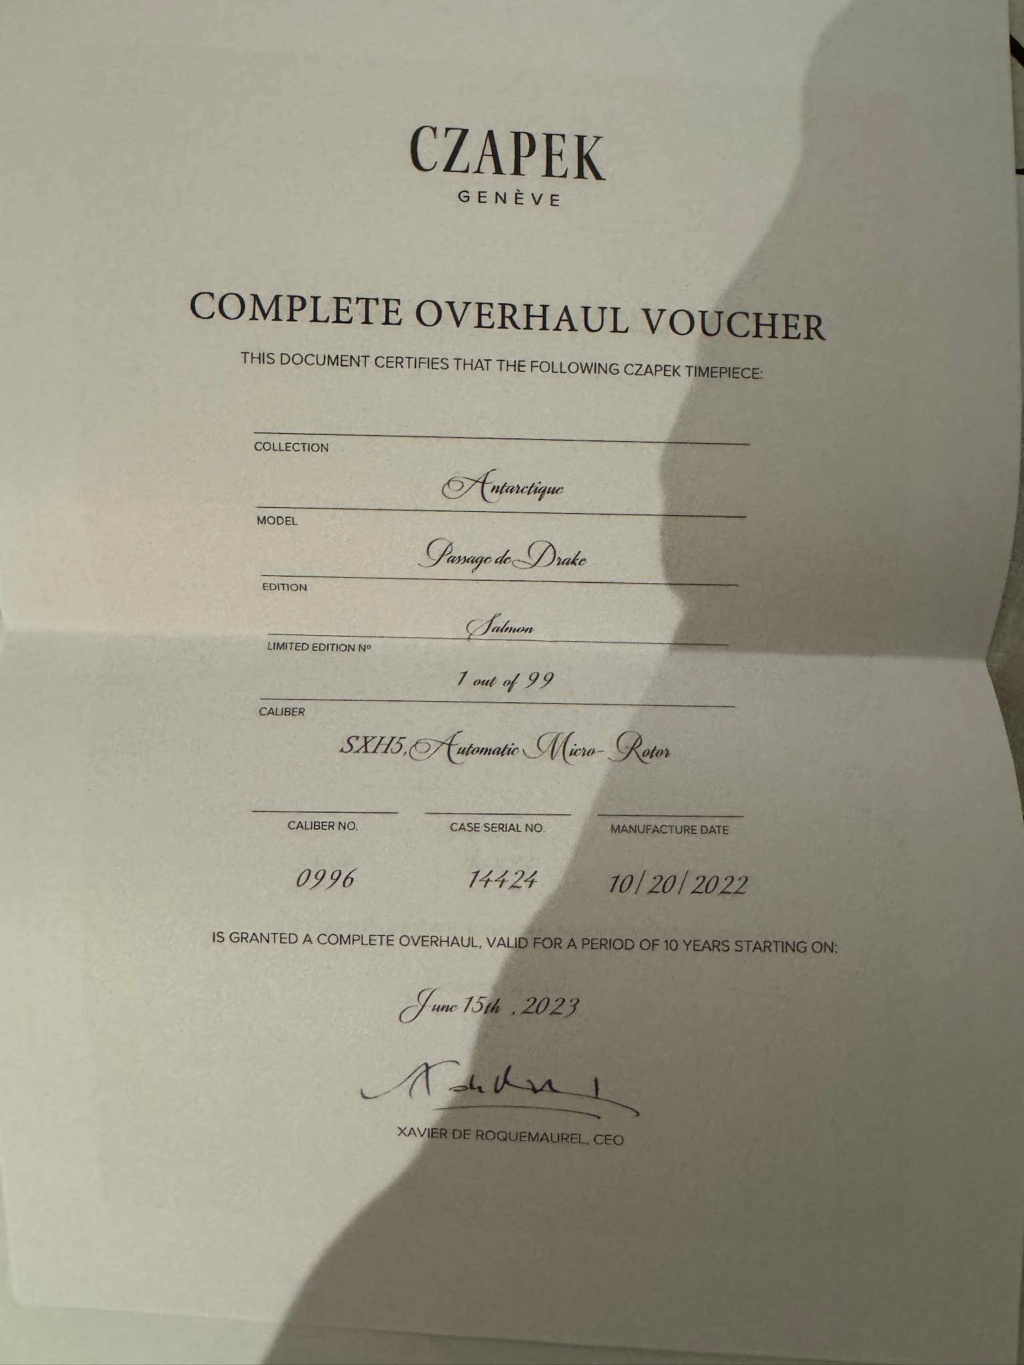 CZAPEK
GENÈVE
COMPLETE OVERHAUL VOUCHER
THIS DOCUMENT CERTIFIES THAT THE FOLLOWING CZAPEK TIMEPIECE:
COLLECTION
Antarctique
MODEL
Passage de Drake
EDITION
Salmon
LIMITED EDITION Nº
1 out of 99
CALIBER
SXH5, Automatic Micro-Rotor
CALIBER NO. CASE SERIAL NO. MANUFACTURE DATE
0996 14424 10/20/2022
IS GRANTED A COMPLETE OVERHAUL, VALID FOR A PERIOD OF 10 YEARS STARTING ON:
June 15th , 2023
XAVIER DE ROQUEMAUREL, CEO